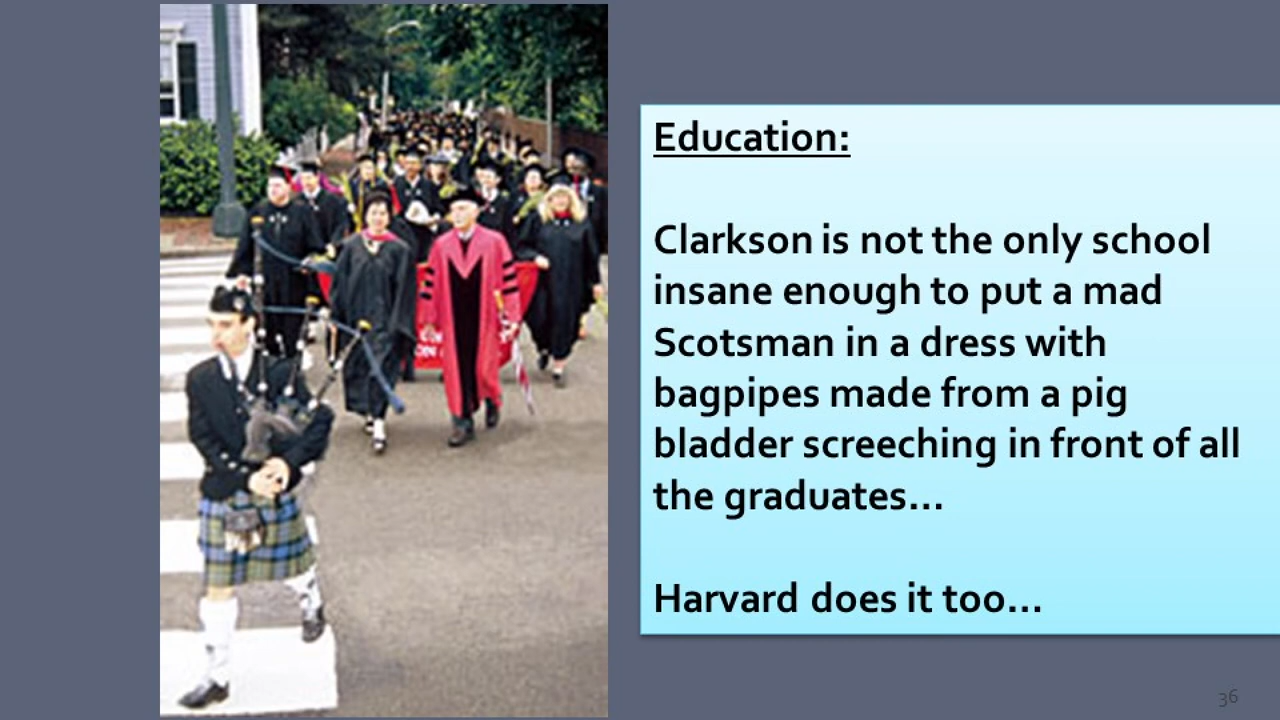 Education:
Clarkson is not the only school
insane enough to put a mad
Scotsman in a dress with
bagpipes made from a pig
bladder screeching in front of all
the graduates...
Harvard does it too...
36